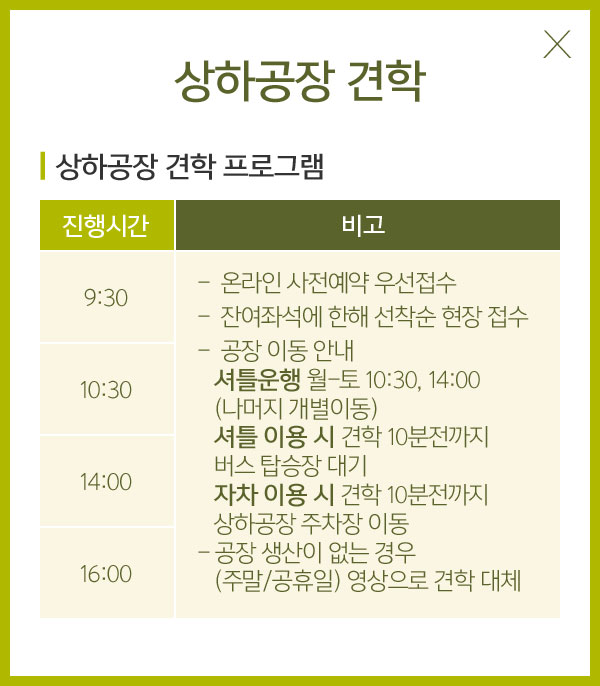 상하공장 견학
상하공장 견학 프로그램
진행시간
비고
9:30
10:30
14:00
16:00
- 온라인 사전예약 우선접수
- 잔여좌석에 한해 선착순 현장 접수
- 공장 이동 안내
셔틀운행 월-토 10:30, 14:00
(나머지 개별이동)
셔틀 이용 시 견학 10분전까지
버스 탑승장 대기
자차 이용 시 견학 10분전까지
상하공장 주차장 이동
- 공장 생산이 없는 경우
(주말/공휴일) 영상으로 견학 대체